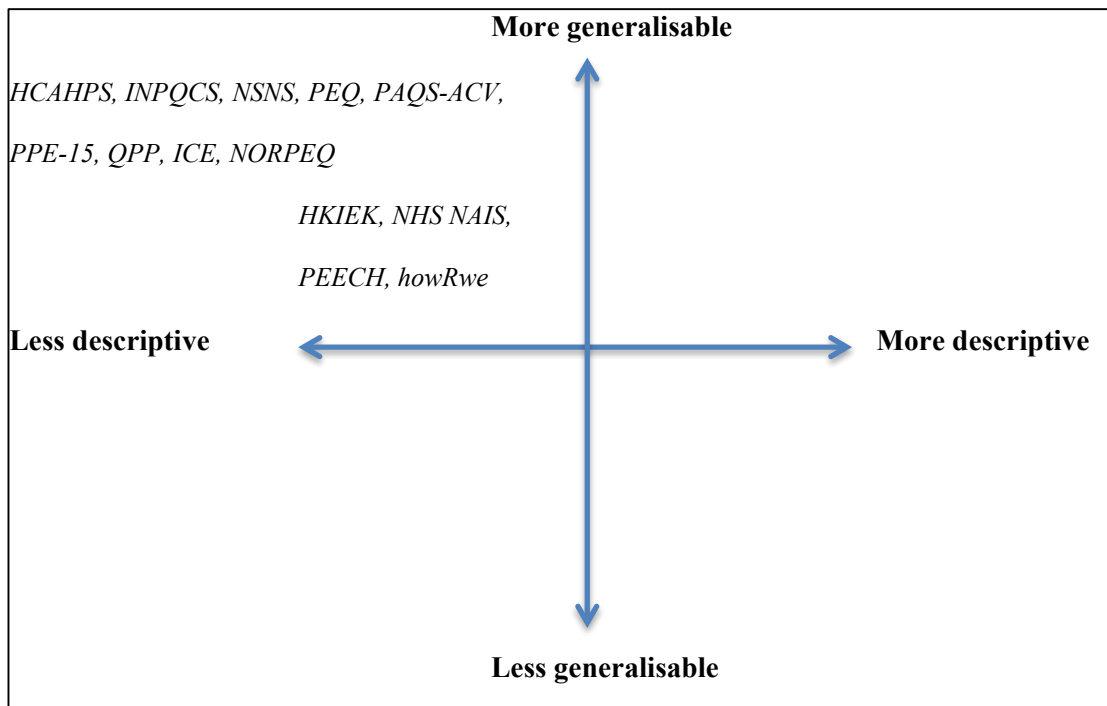 More generalisable
HCAHPS, INPQCS, NSNS, PEQ, PAQS-ACV,
PPE-15, QPP, ICE, NORPEQ
HKIEK, NHS NAIS,
PEECH, howRwe
Less descriptive
More descriptive
Less generalisable